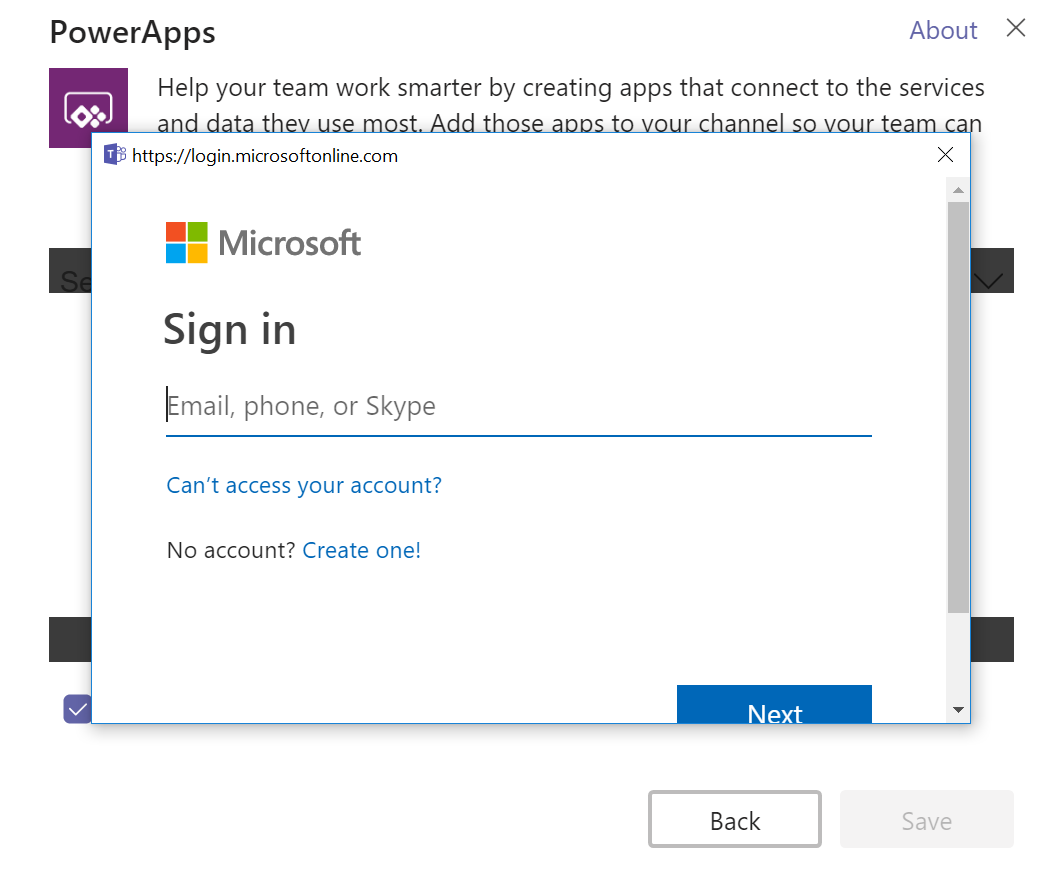 PowerApps
About
Help your team work smarter by creating apps that connect to the services
and data they use most. Add those apps to your channel so your team can
https://login.microsoftonline.com
Microsoft
Se
Sign in
Email, phone, or Skype
Can't access your account?
No account? Create one!
Next
Back
Save